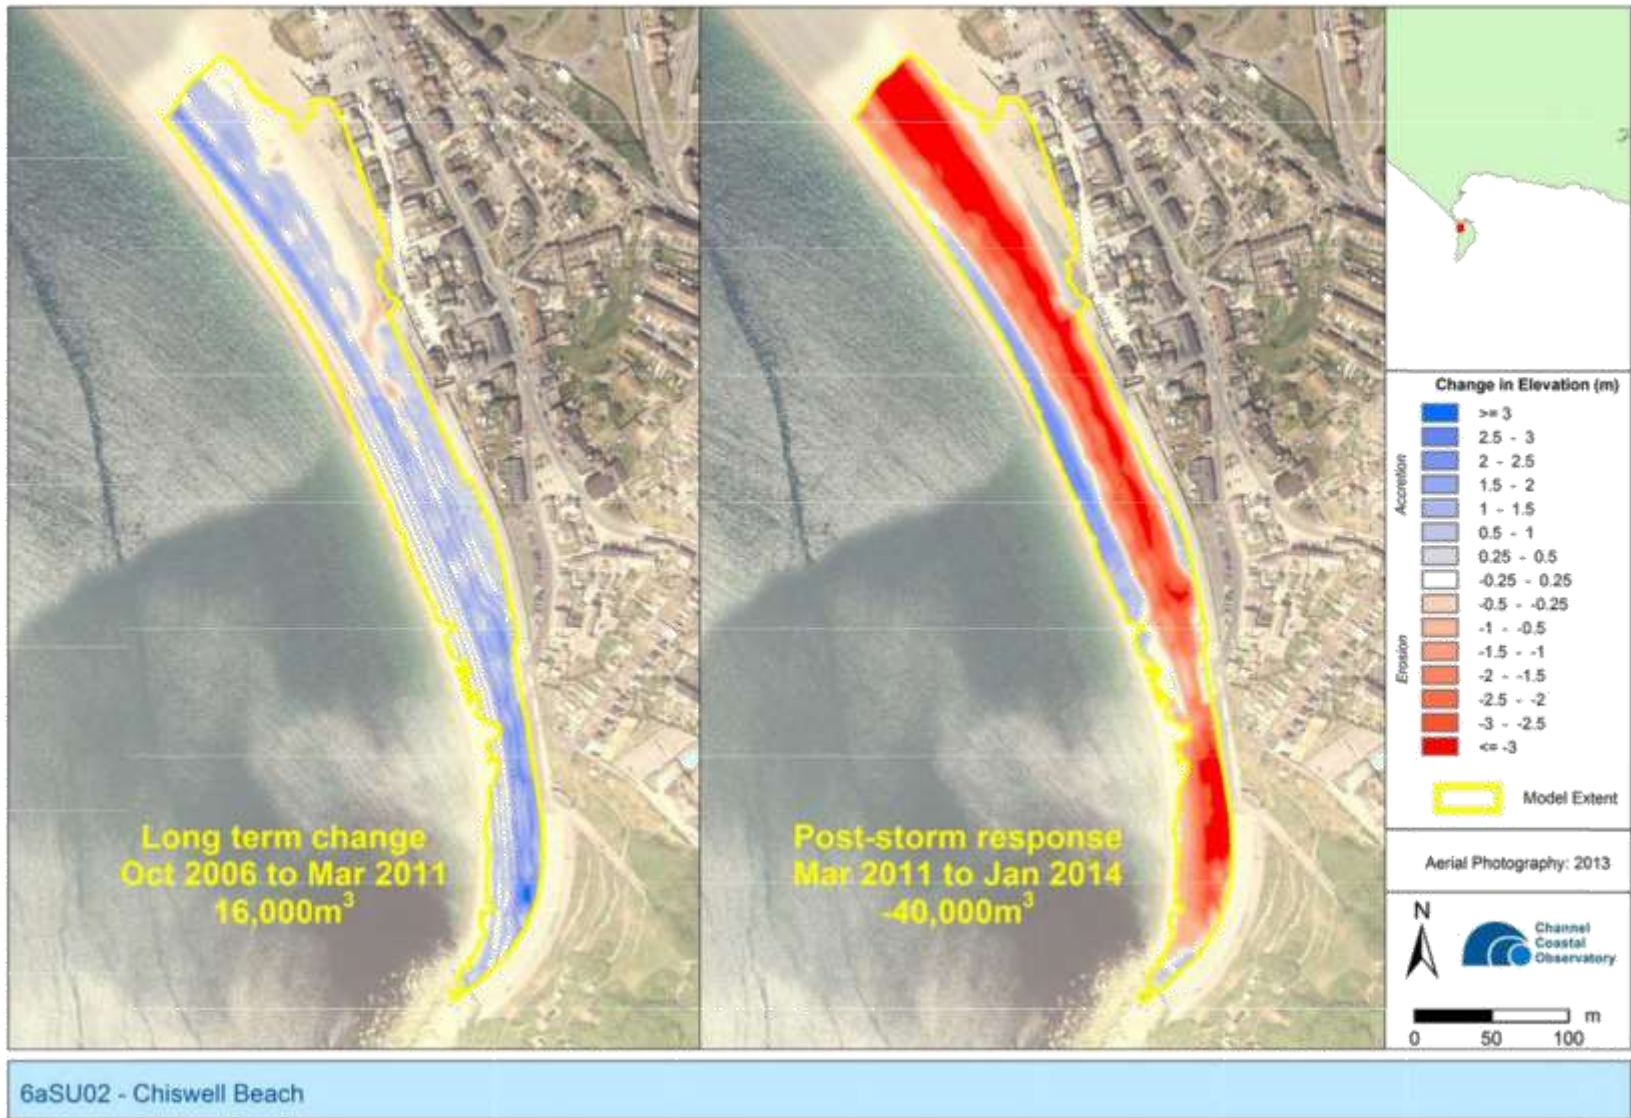 Long term change
Oct 2006 to Mar 2011
16,000m³
Post-storm response
Mar 2011 to Jan 2014
-40,000m³
Change in Elevation (m)
Accretion
>= 3
2.5 - 3
2 - 2.5
1.5 - 2
1 - 1.5
0.5 - 1
0.25 - 0.5
-0.25 - 0.25
Erosion
-0.5 - -0.25
-1 - -0.5
-1.5 - -1
-2 - -1.5
-2.5 - -2
-3 - -2.5
<= -3
Model Extent
Aerial Photography: 2013
N
Channel
Coastal
Observatory
m
0 50 100
6aSU02 - Chiswell Beach